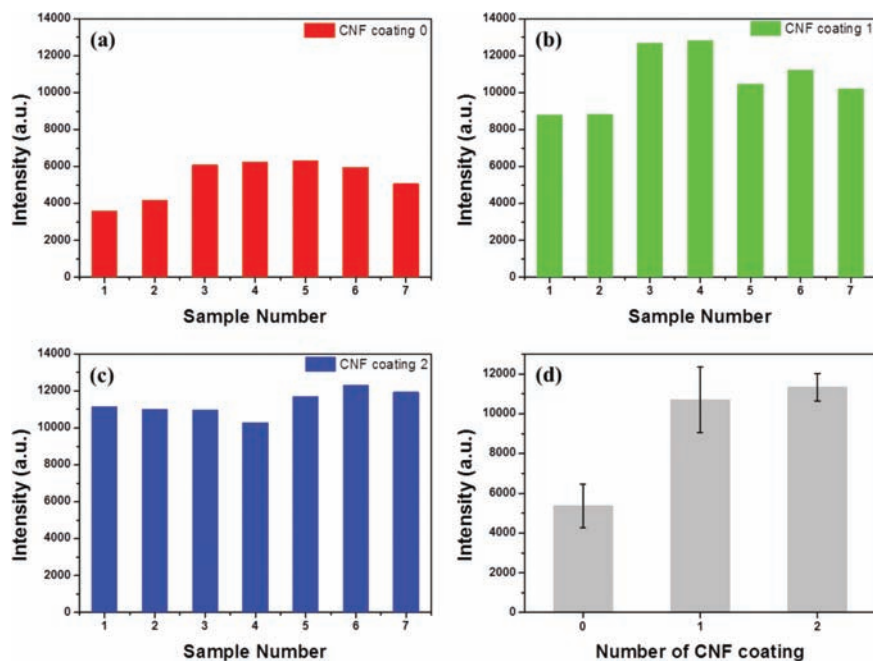 (a)
CNF coating 0
14000
12000
10000
8000
6000
4000
2000
0
Intensity (a.u.)
1 2 3 4 5 6 7
Sample Number
(b)
CNF coating 1
14000
12000
10000
8000
6000
4000
2000
0
Intensity (a.u.)
1 2 3 4 5 6 7
Sample Number
(c)
CNF coating 2
14000
12000
10000
8000
6000
4000
2000
0
Intensity (a.u.)
1 2 3 4 5 6 7
Sample Number
(d)
12000
10000
8000
6000
4000
2000
0
Intensity (a.u.)
0 1 2
Number of CNF coating